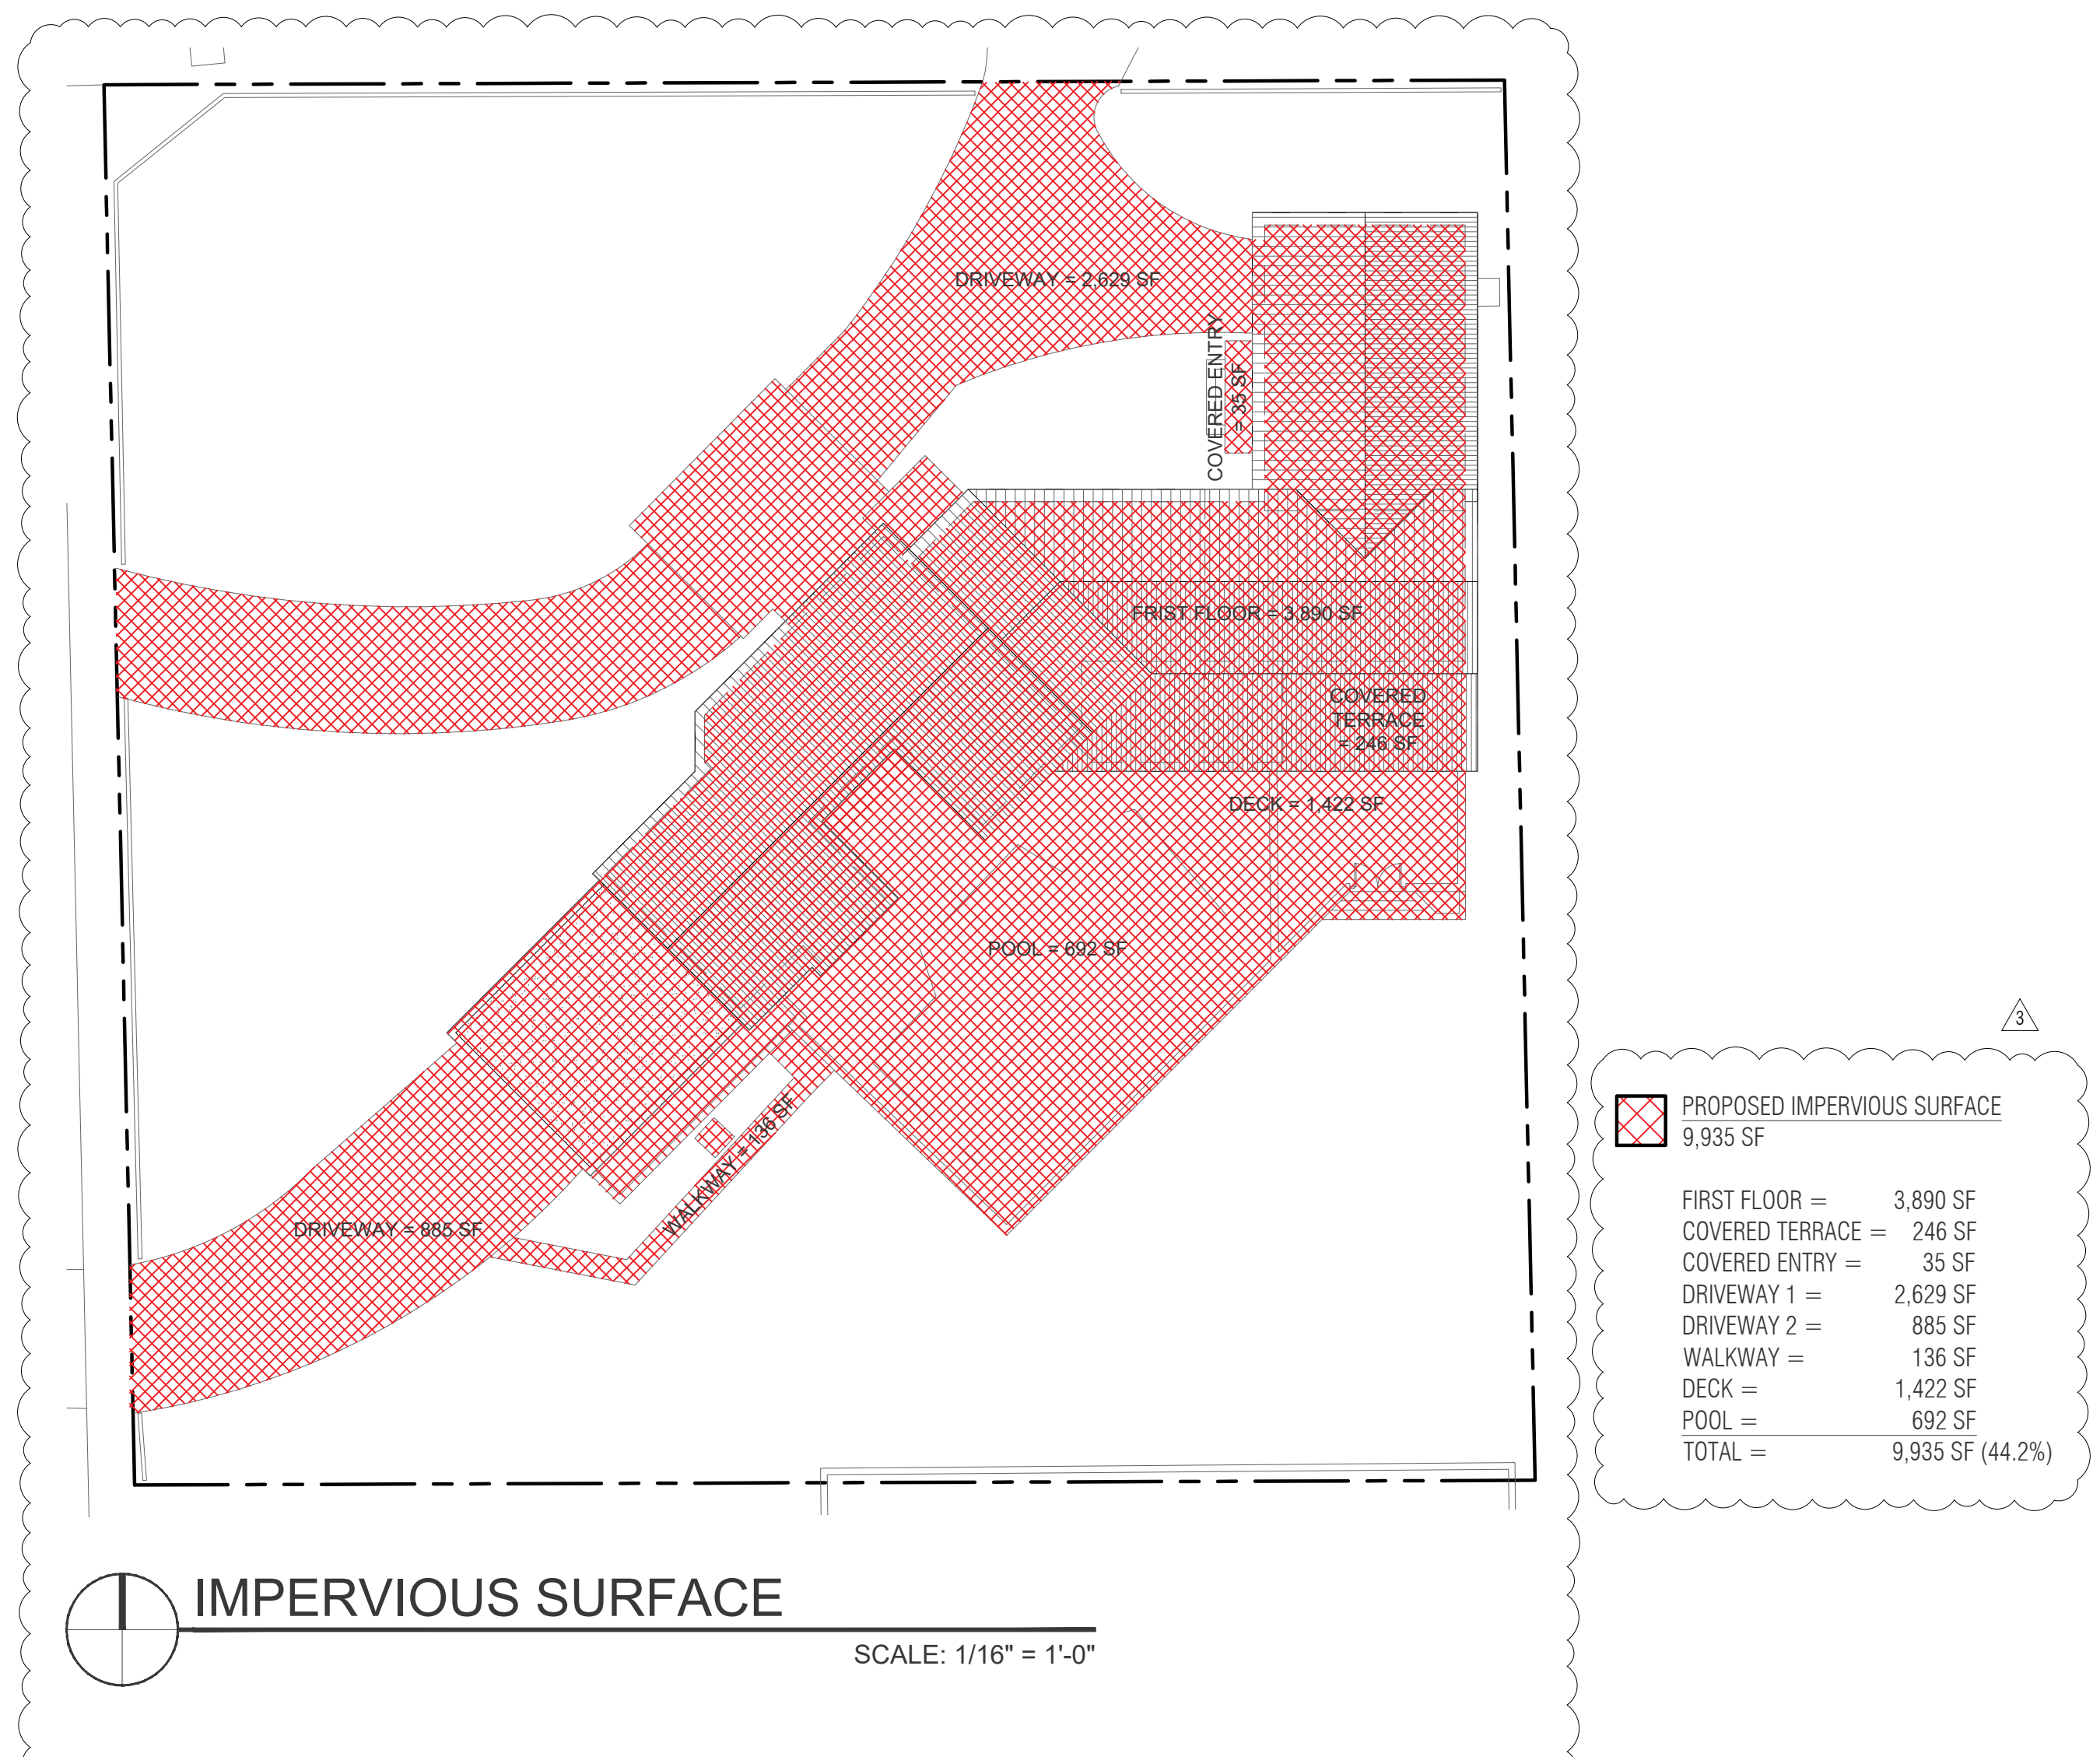 DRIVEWAY = 2,629 SF
COVERED ENTRY
= 35 SF
FRIST FLOOR = 3,890 SF
COVERED
TERRACE
= 246 SF
DECK = 1,422 SF
POOL = 692 SF
WALKWAY = 136 SF
DRIVEWAY = 885 SF
3
PROPOSED IMPERVIOUS SURFACE
9,935 SF
FIRST FLOOR = 3,890 SF
COVERED TERRACE = 246 SF
COVERED ENTRY = 35 SF
DRIVEWAY 1 = 2,629 SF
DRIVEWAY 2 = 885 SF
WALKWAY = 136 SF
DECK = 1,422 SF
POOL = 692 SF
TOTAL = 9,935 SF (44.2%)
IMPERVIOUS SURFACE
SCALE: 1/16" = 1'-0"